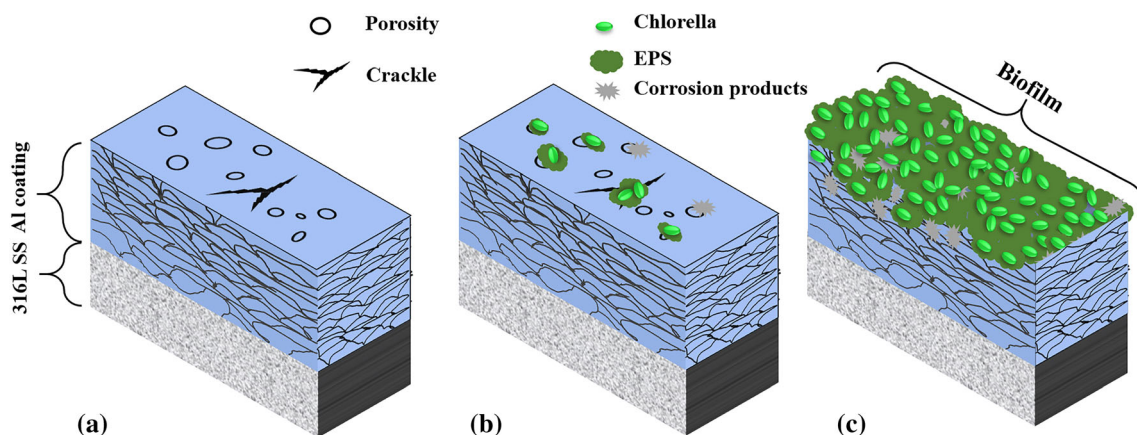 Porosity
Crackle
Chlorella
EPS
Corrosion products
Biofilm
316L SS Al coating
(a)
(b)
(c)